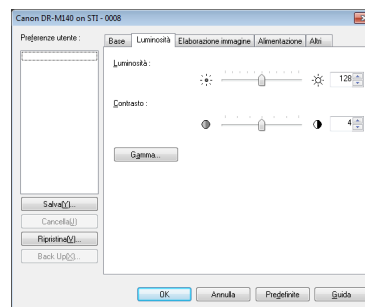 Canon DR-M140 on STI - 0008
Preferenze utente :
Base
Luminosità
Elaborazione immagine
Alimentazione
Altri
Luminosità :
128
Contrasto :
4
Gamma...
Salva(Y)...
Cancella(J)
Ripristina(V)...
Back Up(X)...
OK
Annulla
Predefinite
Guida